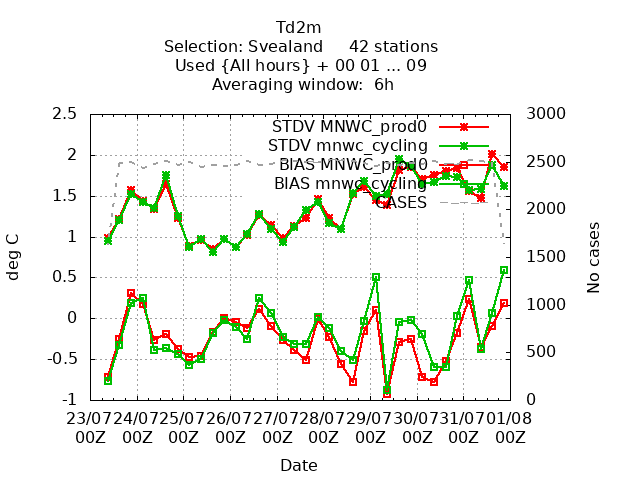 Td2m
Selection: Svealand 42 stations
Used {All hours} + 00 01 ... 09
Averaging window: 6h
2.5 3000
STDV MNWC_prod0
STDV mnwc_cycling
2 2500
BIAS MNWC_prod0
BIAS mnwc_cycling
CASES
1.5 2000
1 1500
0.5
0 1000
-0.5 500
-1 0
deg C
No cases
23/07 24/07 25/07 26/07 27/07 28/07 29/07 30/07 31/07 01/08
00Z 00Z 00Z 00Z 00Z 00Z 00Z 00Z 00Z 00Z
Date